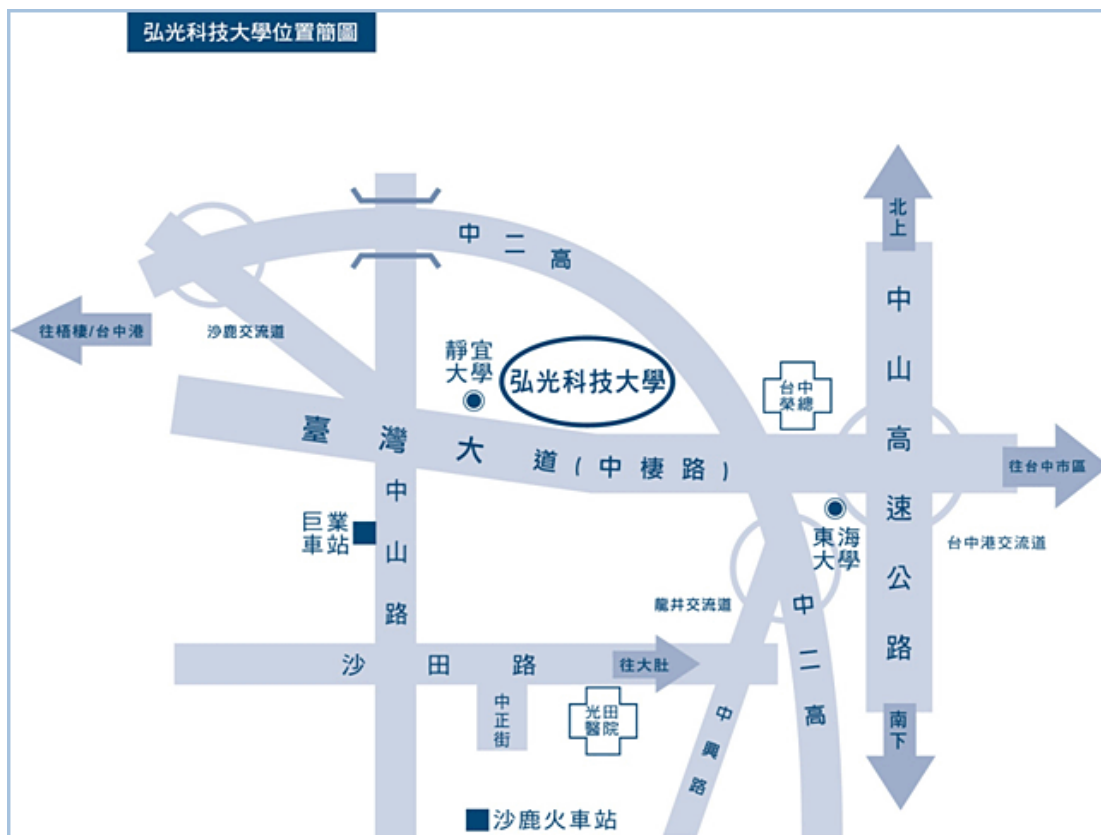 弘光科技大學位置簡圖
北上
中二高
中山高速公路
往梧棲/台中港
沙鹿交流道
靜宜
大學
弘光科技大學
台中
榮總
臺灣大道(中棲路)
往台中市區
中山路
巨業
車站
東海
大學
台中港交流道
龍井交流道
中二高
沙田路
往大肚
中正街
光田
醫院
中興路
南下
沙鹿火車站